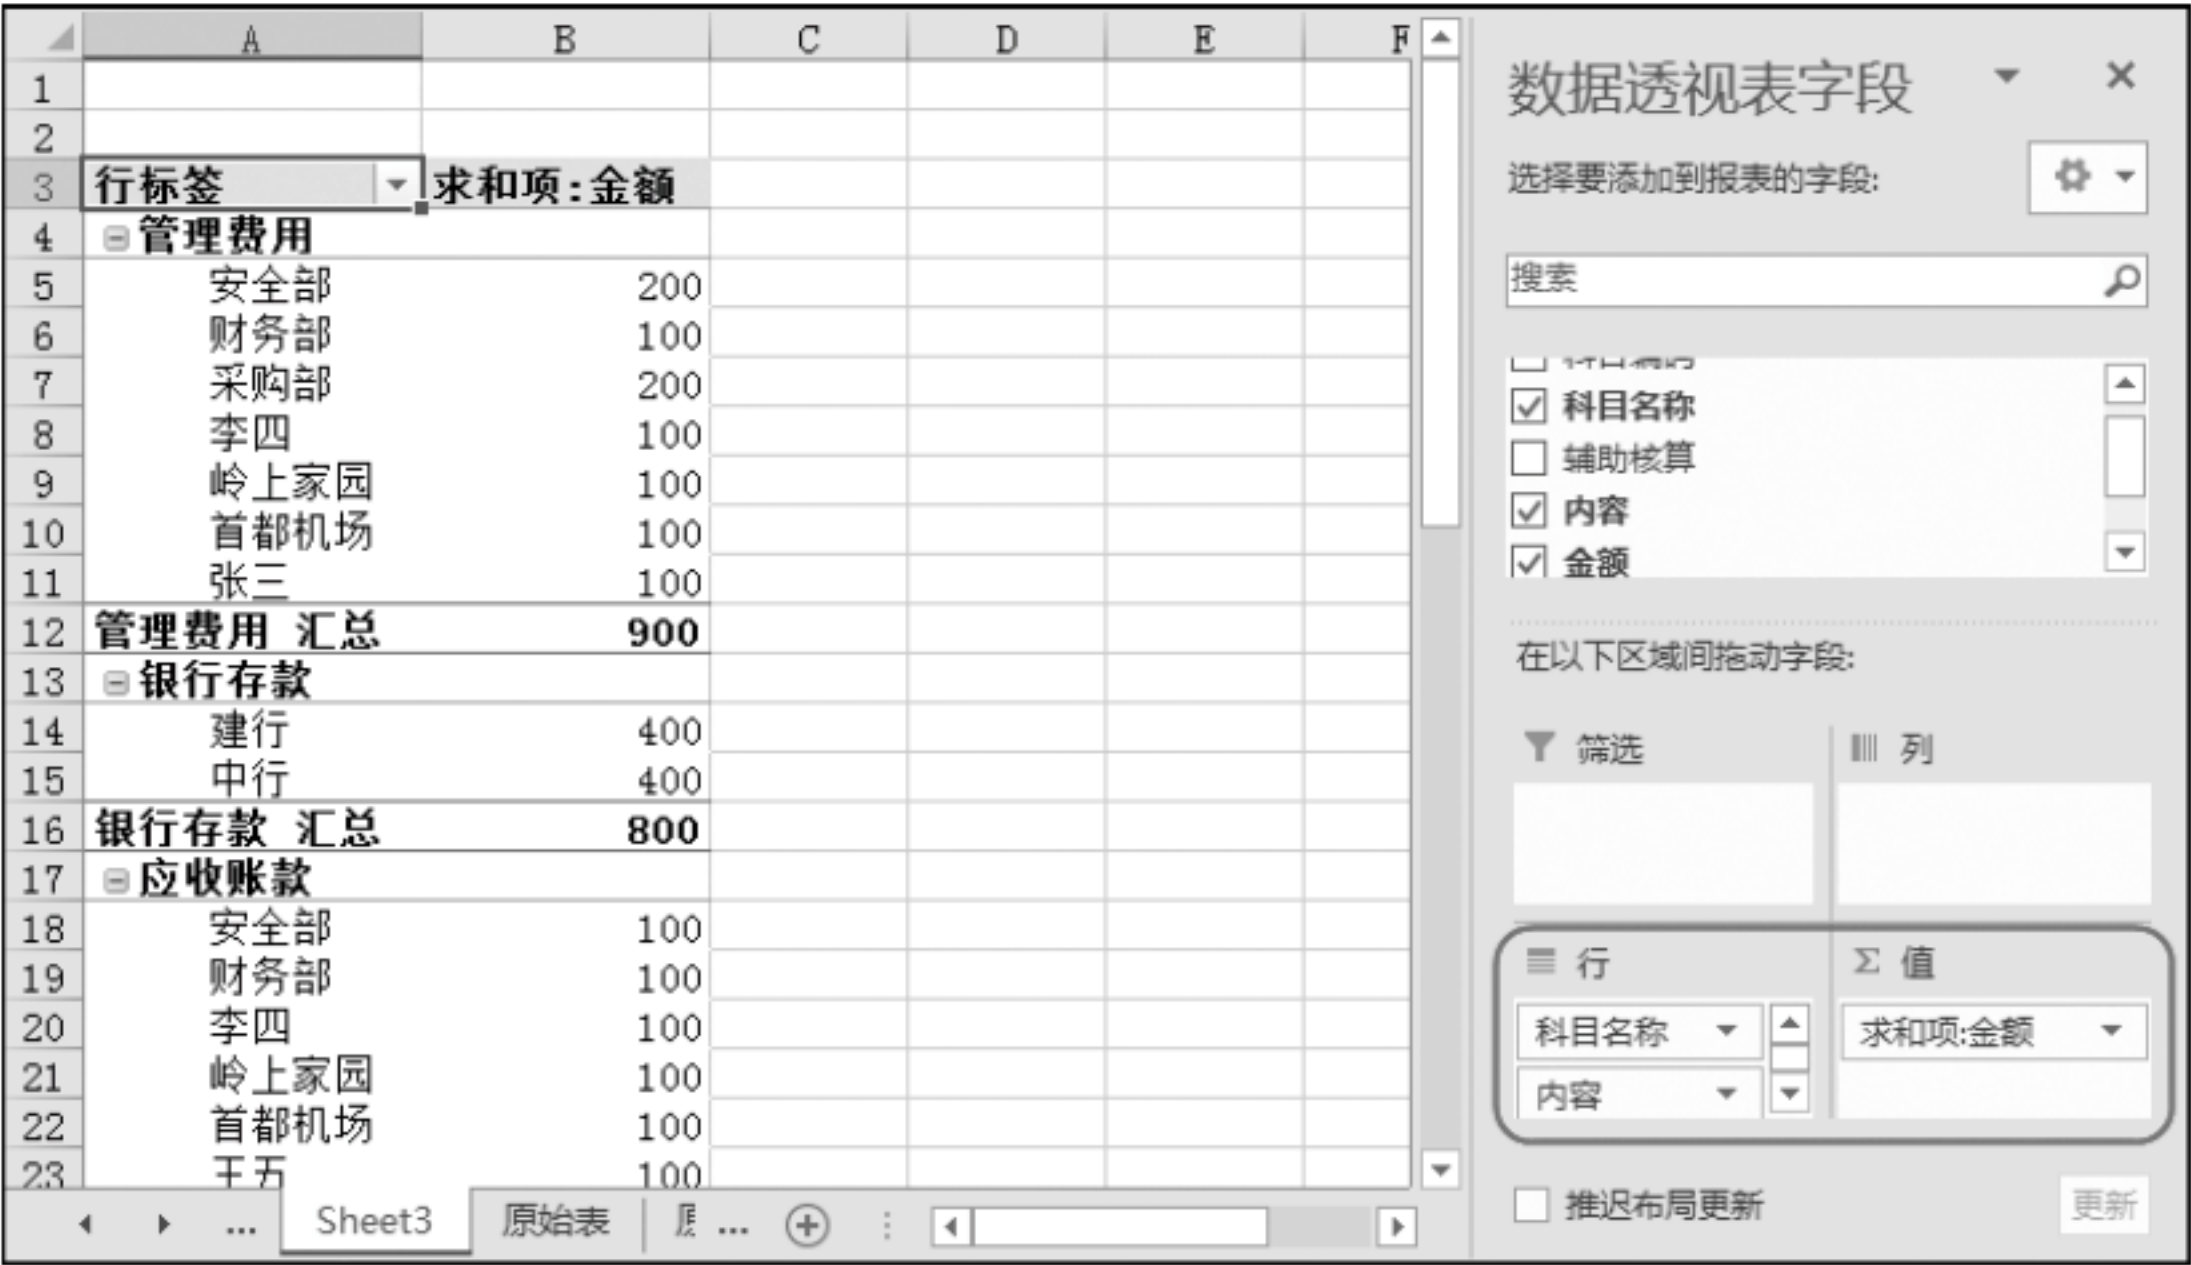 A B C D E F
1
2
3 行标签 求和项:金额
4 管理费用
5 安全部 200
6 财务部 100
7 采购部 200
8 李四 100
9 岭上家园 100
10 首都机场 100
11 张三 100
12 管理费用 汇总 900
13 银行存款
14 建行 400
15 中行 400
16 银行存款 汇总 800
17 应收账款
18 安全部 100
19 财务部 100
20 李四 100
21 岭上家园 100
22 首都机场 100
23 王五 100
... Sheet3 原始表 ...
数据透视表字段
选择要添加到报表的字段:
搜索
科目编码
科目名称
辅助核算
内容
金额
在以下区域间拖动字段:
筛选 列
行 Σ 值
科目名称 求和项:金额
内容
推迟布局更新 更新